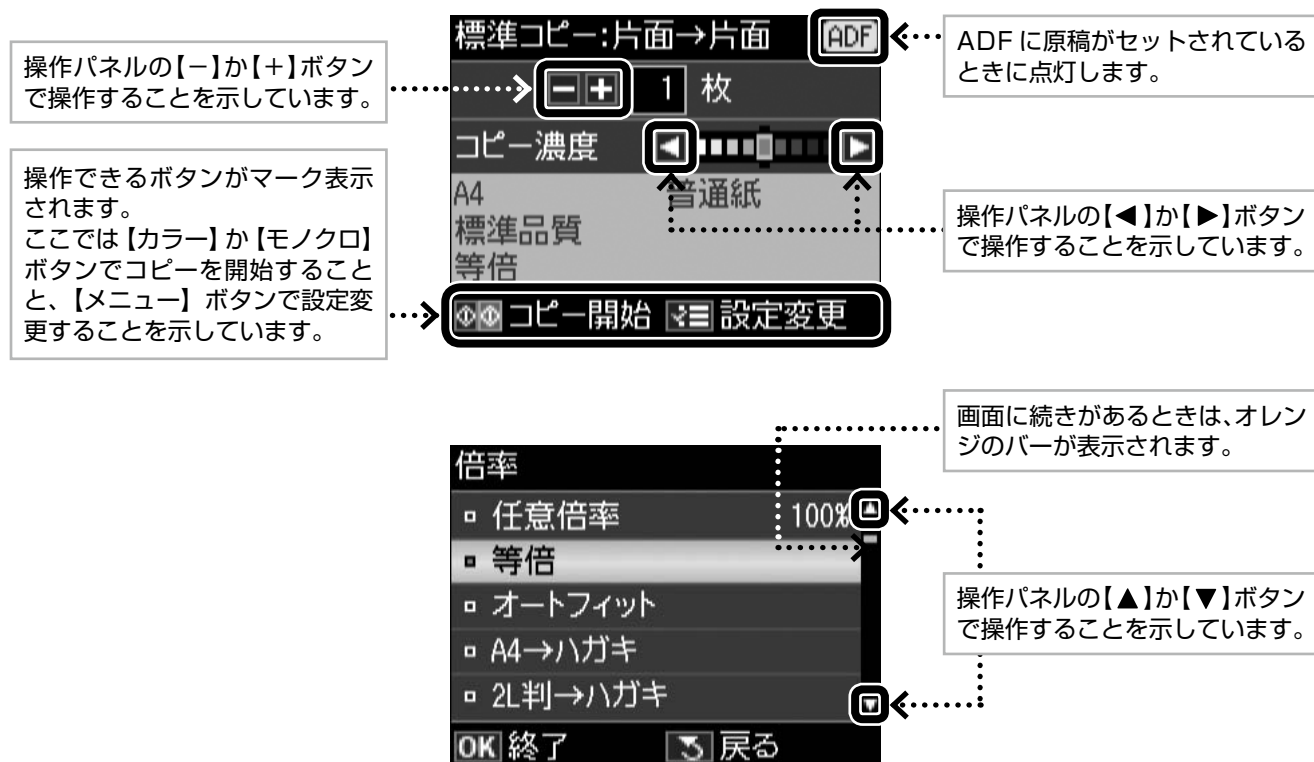 標準コピー:片面→片面 ADF
－ ＋ 1 枚
コピー濃度 ◀ ▶
A4 普通紙
標準品質
等倍
コピー開始 設定変更
操作パネルの【－】か【＋】ボタン
で操作することを示しています。
操作できるボタンがマーク表示
されます。
ここでは【カラー】か【モノクロ】
ボタンでコピーを開始すること
と、【メニュー】ボタンで設定変
更することを示しています。
ADF に原稿がセットされている
ときに点灯します。
操作パネルの【◀】か【▶】ボタン
で操作することを示しています。
倍率
任意倍率 100%
等倍
オートフィット
A4→ハガキ
2L判→ハガキ
OK 終了 戻る
画面に続きがあるときは、オレン
ジのバーが表示されます。
操作パネルの【▲】か【▼】ボタン
で操作することを示しています。